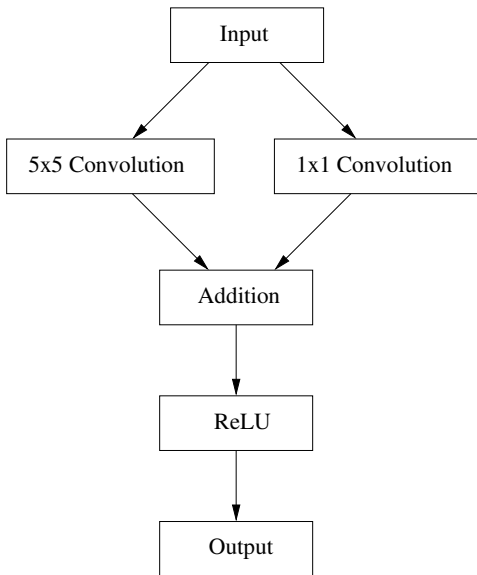 Input
5x5 Convolution
1x1 Convolution
Addition
ReLU
Output